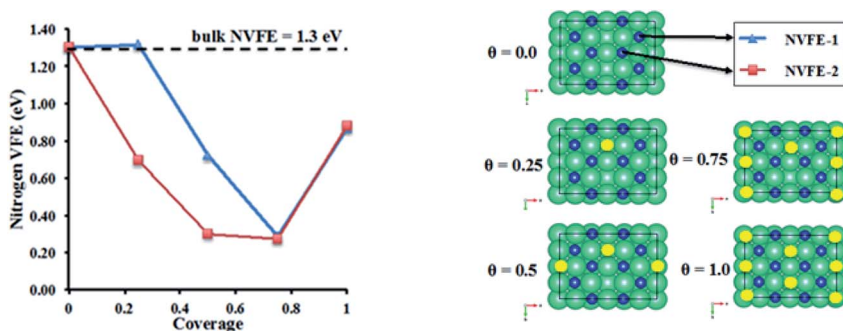 1.40
1.20
1.00
0.80
0.60
0.40
0.20
0.00
Nitrogen VFE (eV)
bulk NVFE = 1.3 eV
0
0.2
0.4
0.6
0.8
1
Coverage
θ = 0.0
NVFE-1
NVFE-2
θ = 0.25
θ = 0.75
θ = 0.5
θ = 1.0